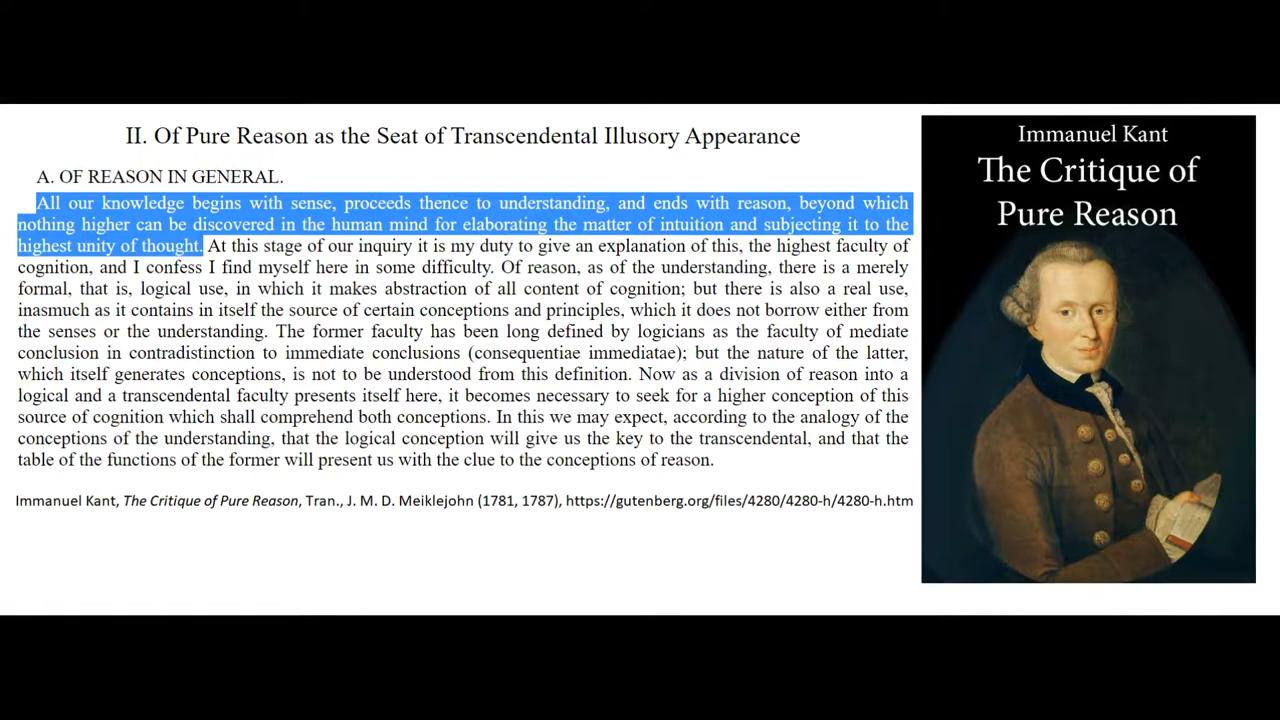 II. Of Pure Reason as the Seat of Transcendental Illusory Appearance
A. OF REASON IN GENERAL.
All our knowledge begins with sense, proceeds thence to understanding, and ends with reason, beyond which
nothing higher can be discovered in the human mind for elaborating the matter of intuition and subjecting it to the
highest unity of thought. At this stage of our inquiry it is my duty to give an explanation of this, the highest faculty of
cognition, and I confess I find myself here in some difficulty. Of reason, as of the understanding, there is a merely
formal, that is, logical use, in which it makes abstraction of all content of cognition; but there is also a real use,
inasmuch as it contains in itself the source of certain conceptions and principles, which it does not borrow either from
the senses or the understanding. The former faculty has been long defined by logicians as the faculty of mediate
conclusion in contradistinction to immediate conclusions (consequentiae immediatae); but the nature of the latter,
which itself generates conceptions, is not to be understood from this definition. Now as a division of reason into a
logical and a transcendental faculty presents itself here, it becomes necessary to seek for a higher conception of this
source of cognition which shall comprehend both conceptions. In this we may expect, according to the analogy of the
conceptions of the understanding, that the logical conception will give us the key to the transcendental, and that the
table of the functions of the former will present us with the clue to the conceptions of reason.
Immanuel Kant, The Critique of Pure Reason, Tran., J. M. D. Meiklejohn (1781, 1787), https://gutenberg.org/files/4280/4280-h/4280-h.htm
Immanuel Kant
The Critique of
Pure Reason